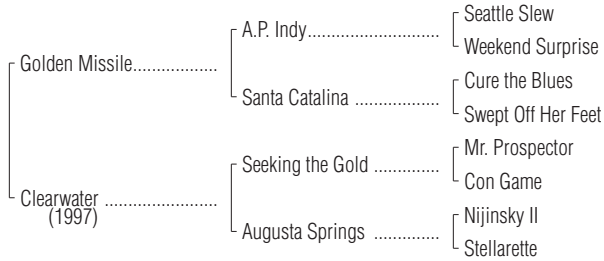 Seattle Slew
A.P. Indy
Weekend Surprise
Golden Missile
Cure the Blues
Santa Catalina
Swept Off Her Feet
Mr. Prospector
Seeking the Gold
Con Game
Clearwater
(1997)
Nijinsky II
Augusta Springs
Stellarette